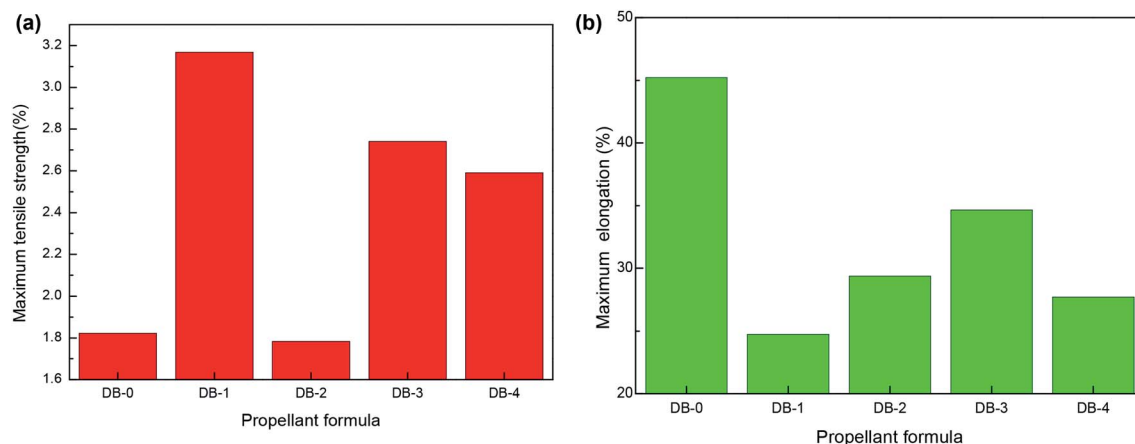 (a)
Maximum tensile strength(%)
3.2
3.0
2.8
2.6
2.4
2.2
2.0
1.8
1.6
DB-0 DB-1 DB-2 DB-3 DB-4
Propellant formula
(b)
Maximum elongation (%)
50
40
30
20
DB-0 DB-1 DB-2 DB-3 DB-4
Propellant formula